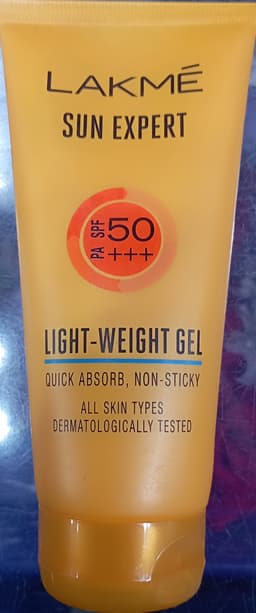 LAKMÉ
SUN EXPERT
SPF 50
PA +++
LIGHT-WEIGHT GEL
QUICK ABSORB, NON-STICKY
ALL SKIN TYPES
DERMATOLOGICALLY TESTED